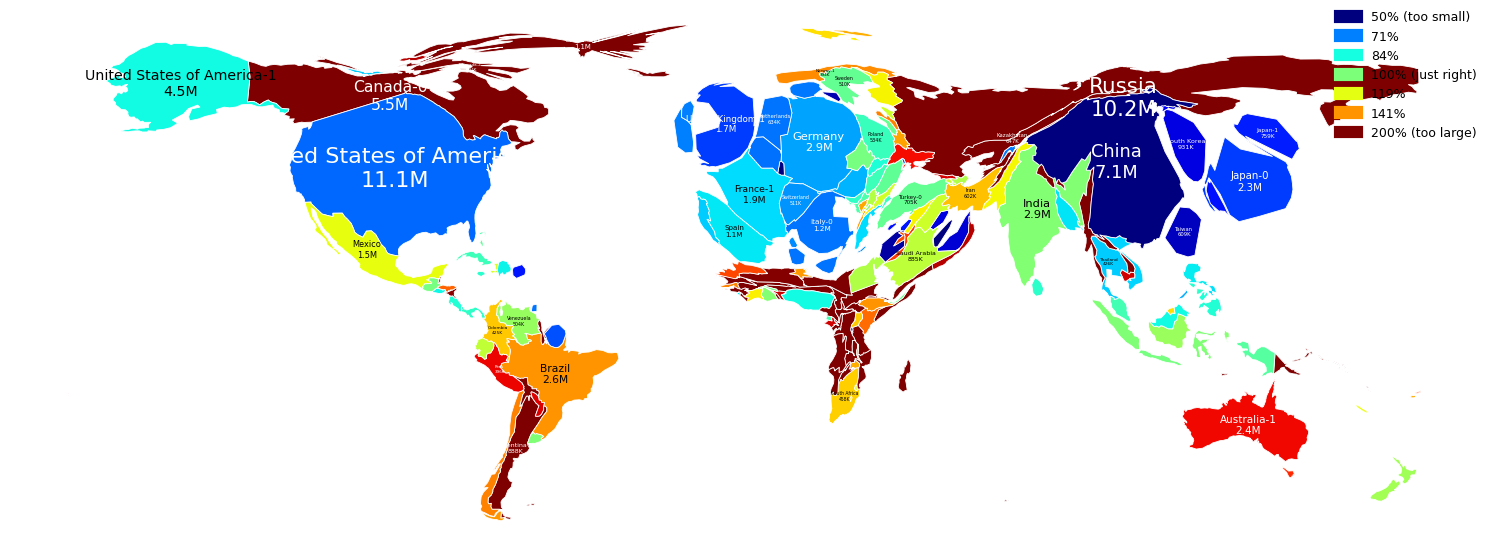 50% (too small)
71%
84%
100% (just right)
119%
141%
200% (too large)
1.1M
United States of America-1
4.5M
Canada-0
5.5M
ed States of Ameri
11.1M
Mexico
1.5M
Venezuela
504K
Colombia
425K
Brazil
2.6M
888K
Sweden
510K
Kingdom
1.7M
634K
Germany
2.9M
Poland
534K
France-1
1.9M
Switzerland
511K
Spain
1.1M
Italy-0
1.2M
Turkey-0
705K
Iran
602K
Saudi Arabia
885K
South Africa
458K
Kazakhstan
647K
Russia
10.2M
China
7.1M
India
2.9M
South Korea
931K
Japan-1
759K
Japan-0
2.3M
Taiwan
609K
Thailand
Australia-1
2.4M